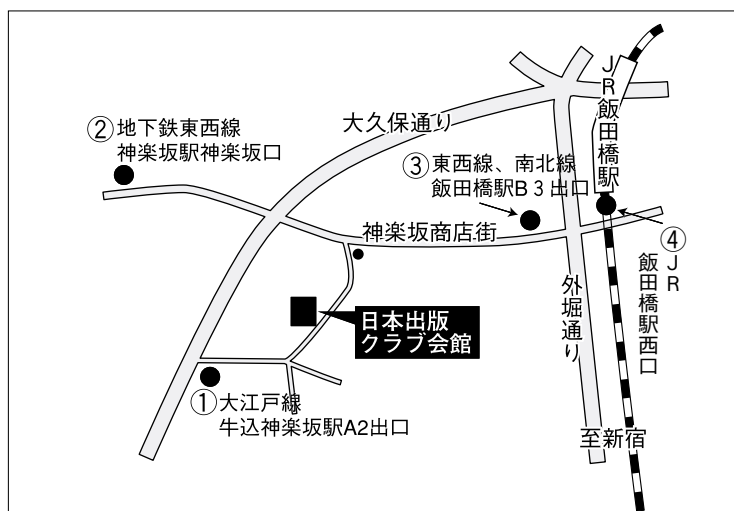 大久保通り
JR飯田橋駅
② 地下鉄東西線
神楽坂駅神楽坂口
③ 東西線、南北線
飯田橋駅B3出口
神楽坂商店街
④ JR
飯田橋駅西口
外堀通り
日本出版
クラブ会館
① 大江戸線
牛込神楽坂駅A2出口
至新宿